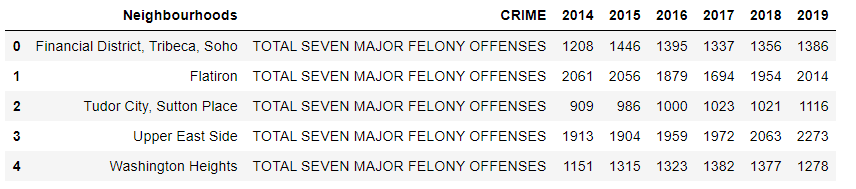 Neighbourhoods CRIME 2014 2015 2016 2017 2018 2019
0 Financial District, Tribeca, Soho TOTAL SEVEN MAJOR FELONY OFFENSES 1208 1446 1395 1337 1356 1386
1 Flatiron TOTAL SEVEN MAJOR FELONY OFFENSES 2061 2056 1879 1694 1954 2014
2 Tudor City, Sutton Place TOTAL SEVEN MAJOR FELONY OFFENSES 909 986 1000 1023 1021 1116
3 Upper East Side TOTAL SEVEN MAJOR FELONY OFFENSES 1913 1904 1959 1972 2063 2273
4 Washington Heights TOTAL SEVEN MAJOR FELONY OFFENSES 1151 1315 1323 1382 1377 1278